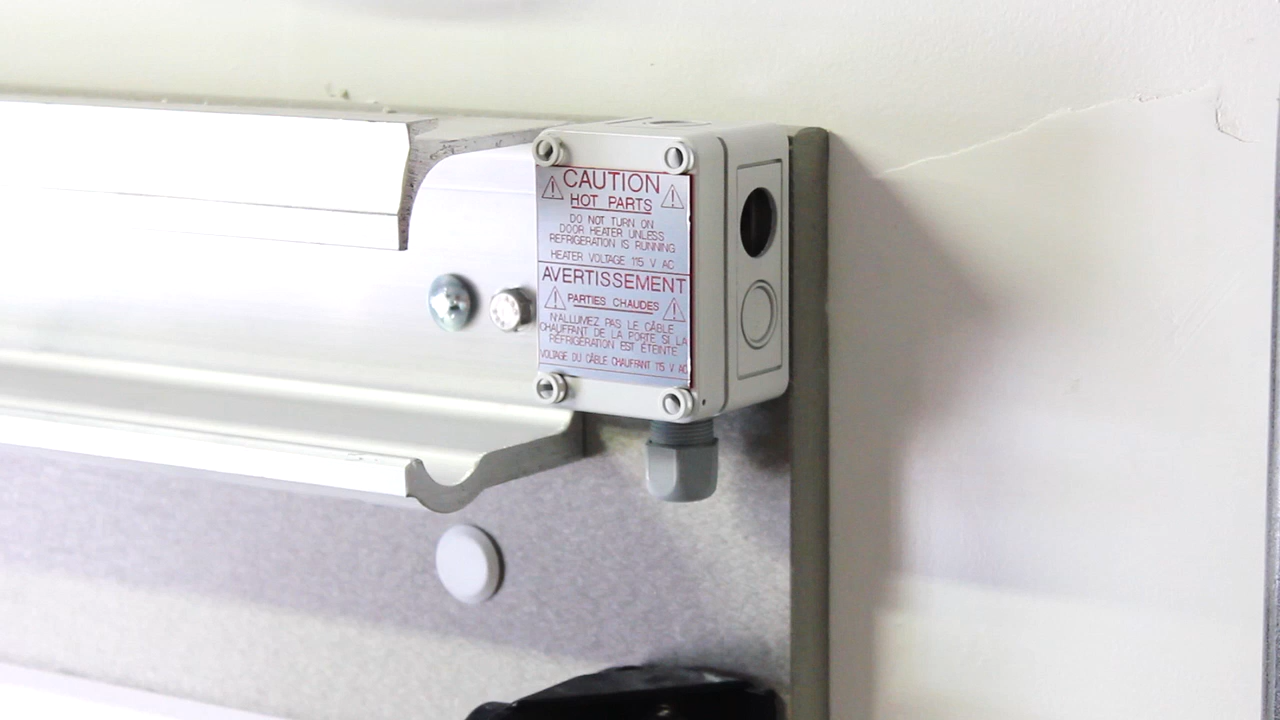 CAUTION
HOT PARTS
DO NOT TURN ON
DOOR HEATER UNLESS
REFRIGERATION IS RUNNING
HEATER VOLTAGE 115 V AC
AVERTISSEMENT
PARTIES CHAUDES
N'ALLUMEZ PAS LE CÂBLE
CHAUFFANT DE LA PORTE SI LA
RÉFRIGÉRATION EST ÉTEINTE
VOLTAGE DU CÂBLE CHAUFFANT 115 V AC